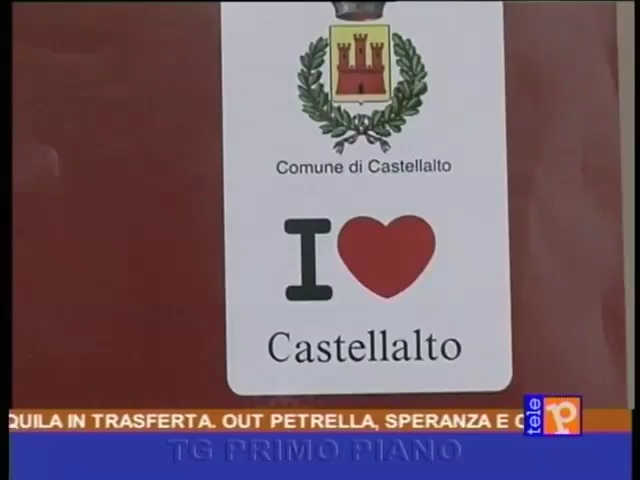 Comune di Castellalto
I
Castellalto
QUILA IN TRASFERTA. OUT PETRELLA, SPERANZA E
tele p
TG PRIMO PIANO